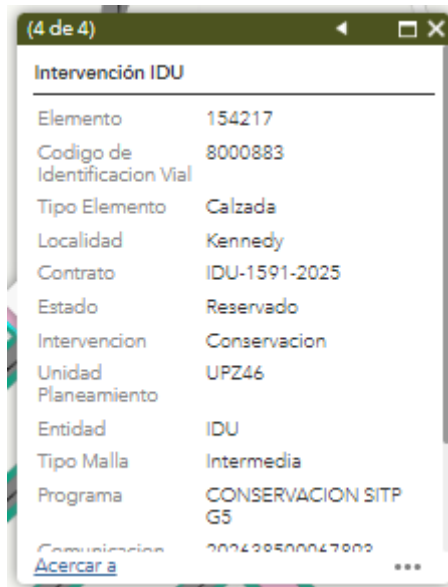 (4 de 4)
Intervención IDU
Elemento 154217
Codigo de 8000883
Identificacion Vial
Tipo Elemento Calzada
Localidad Kennedy
Contrato IDU-1591-2025
Estado Reservado
Intervencion Conservacion
Unidad UPZ46
Planeamiento
Entidad IDU
Tipo Malla Intermedia
Programa CONSERVACION SITP
G5
Comunicacion 202638500067893
Acercar a